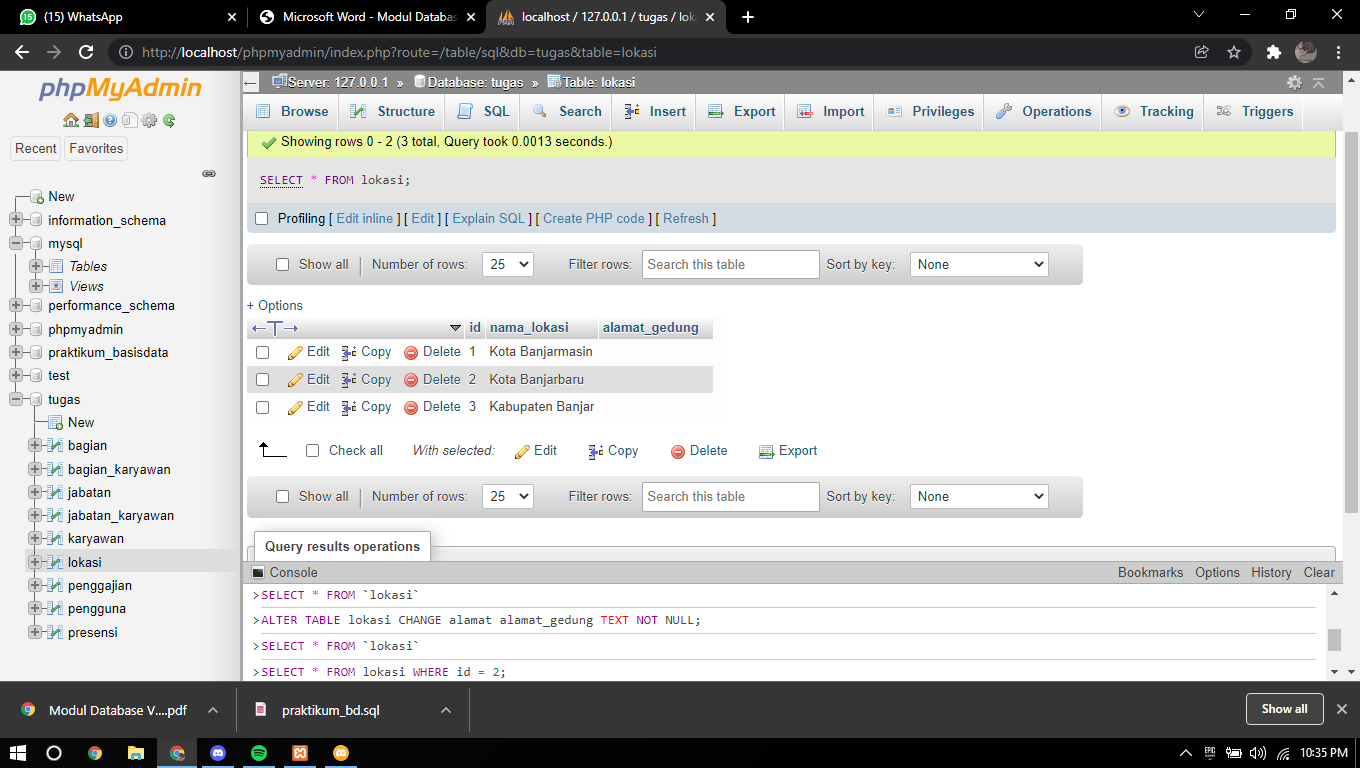 (15) WhatsApp
Microsoft Word - Modul Databas
localhost / 127.0.0.1 / tugas / lok
http://localhost/phpmyadmin/index.php?route=/table/sql&db=tugas&table=lokasi
phpMyAdmin
Recent Favorites
New
information_schema
mysql
Tables
Views
performance_schema
phpmyadmin
praktikum_basisdata
test
tugas
New
bagian
bagian_karyawan
jabatan
jabatan_karyawan
karyawan
lokasi
penggajian
pengguna
presensi
Server: 127.0.0.1 » Database: tugas » Table: lokasi
Browse Structure SQL Search Insert Export Import Privileges Operations Tracking Triggers
Showing rows 0 - 2 (3 total, Query took 0.0013 seconds.)
SELECT * FROM lokasi;
Profiling [ Edit inline ] [ Edit ] [ Explain SQL ] [ Create PHP code ] [ Refresh ]
Show all Number of rows: 25 Filter rows: Search this table Sort by key: None
+ Options
id nama_lokasi alamat_gedung
Edit Copy Delete 1 Kota Banjarmasin
Edit Copy Delete 2 Kota Banjarbaru
Edit Copy Delete 3 Kabupaten Banjar
Check all With selected: Edit Copy Delete Export
Show all Number of rows: 25 Filter rows: Search this table Sort by key: None
Query results operations
Console Bookmarks Options History Clear
>SELECT * FROM `lokasi`
>ALTER TABLE lokasi CHANGE alamat alamat_gedung TEXT NOT NULL;
>SELECT * FROM `lokasi`
>SELECT * FROM lokasi WHERE id = 2;
Modul Database V....pdf
praktikum_bd.sql
Show all
10:35 PM